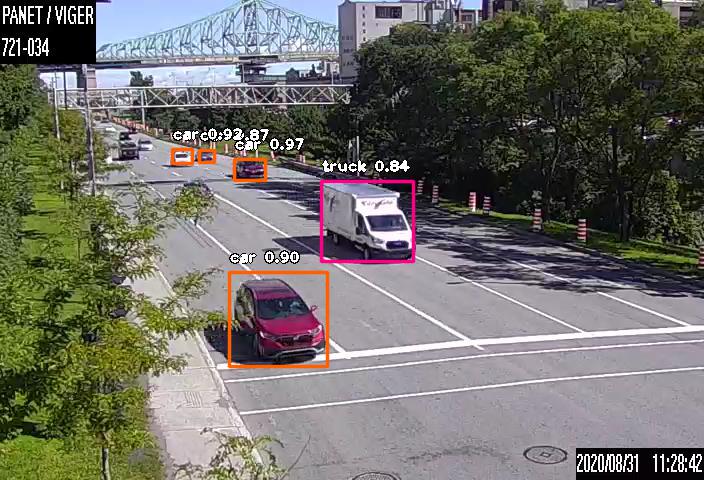 PANET / VIGER
721-034
car 0.92
0.87
car 0.97
truck 0.84
car 0.90
2020/08/31 11:28:42